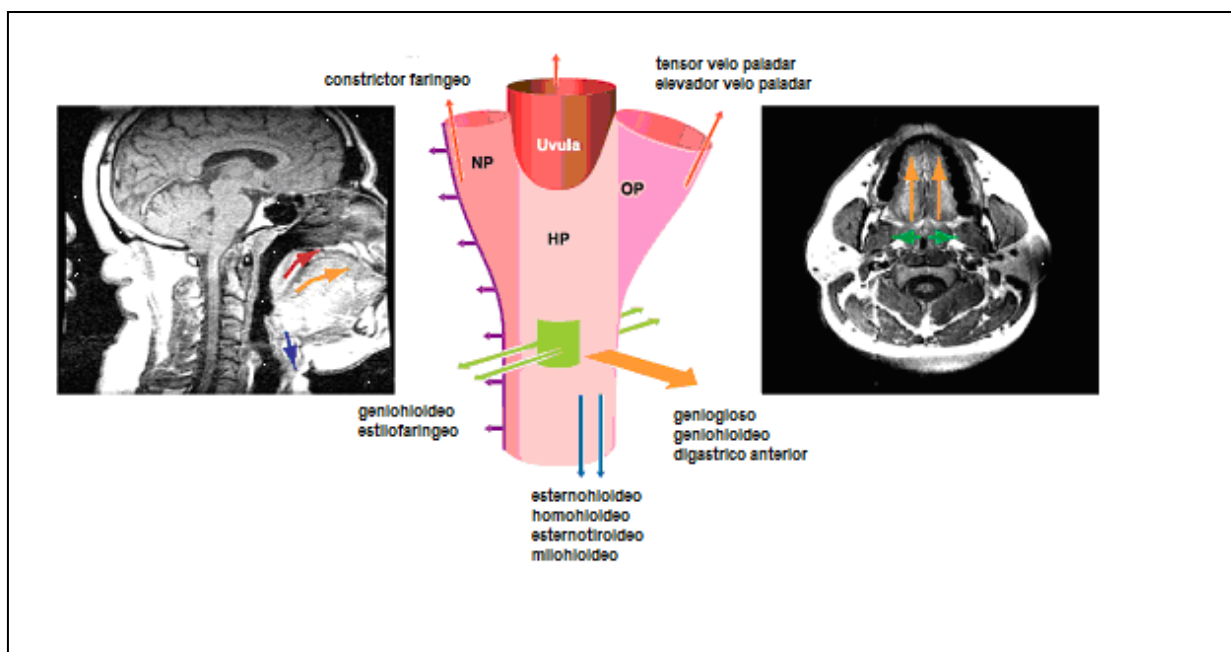 constrictor faringeo
tensor velo paladar
elevador velo paladar
Uvula
NP
OP
HP
geniohioideo
estilofaringeo
geniogloso
geniohioideo
digastrico anterior
esternohioideo
homohioideo
esternotiroideo
milohioideo